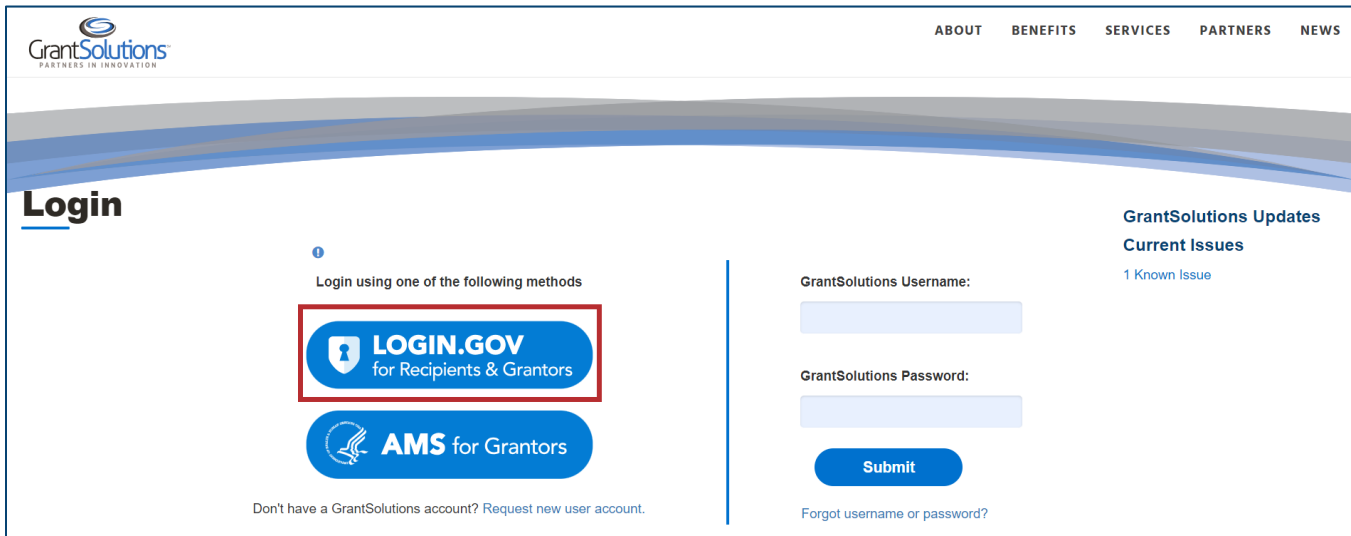 GrantSolutions
PARTNERS IN INNOVATION
ABOUT BENEFITS SERVICES PARTNERS NEWS
Login
Login using one of the following methods
LOGIN.GOV
for Recipients & Grantors
AMS for Grantors
Don't have a GrantSolutions account? Request new user account.
GrantSolutions Username:
GrantSolutions Password:
Submit
Forgot username or password?
GrantSolutions Updates
Current Issues
1 Known Issue